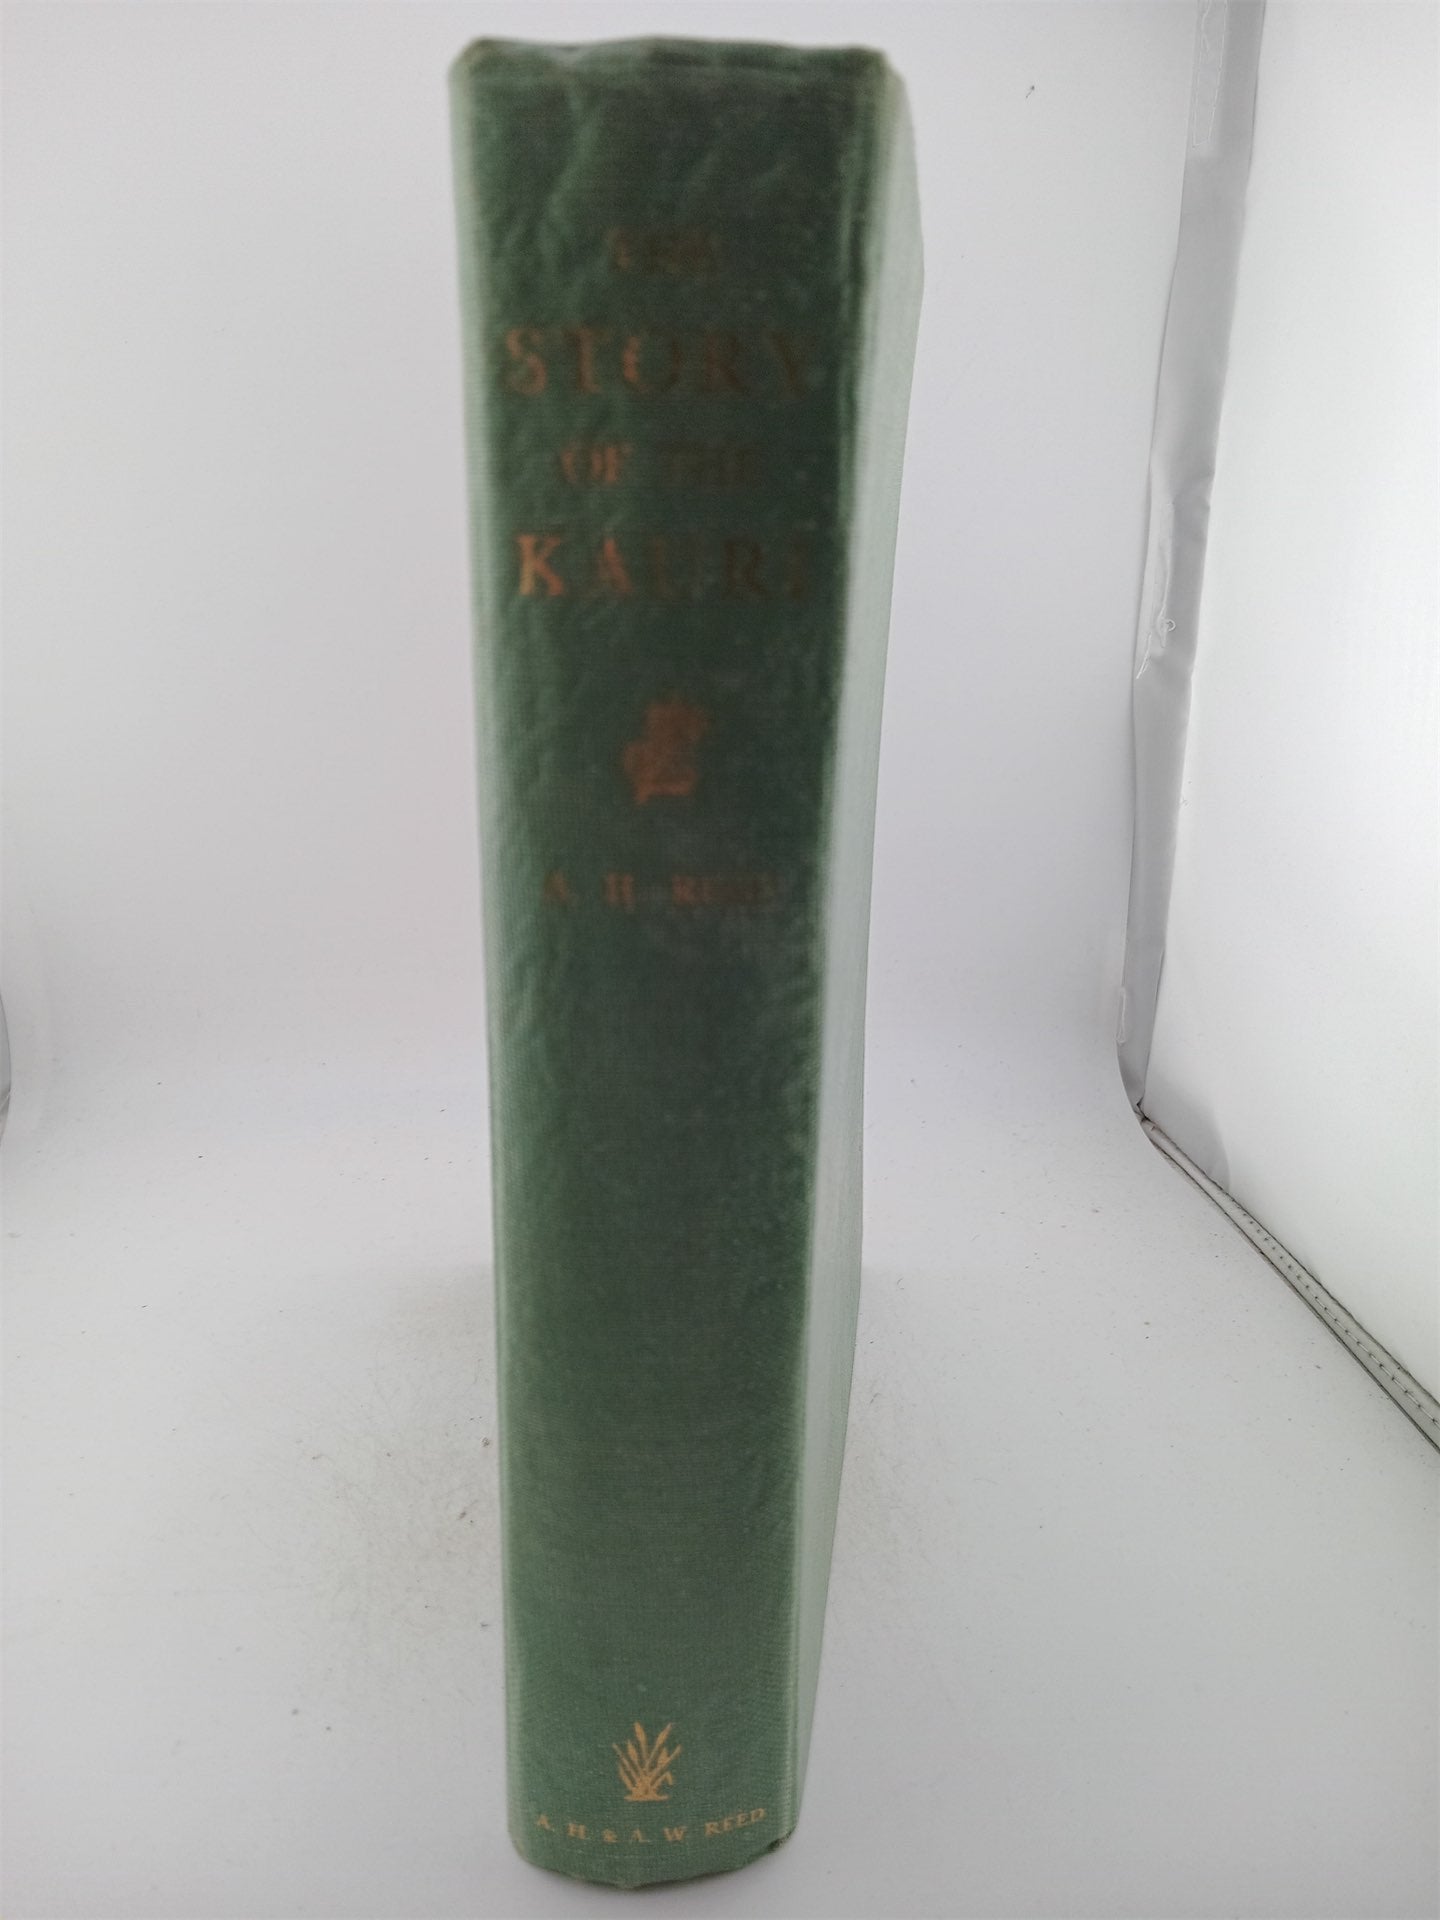 THE
STORY
OF THE
KAURI
A. H. REED
A. H. & A. W. REED